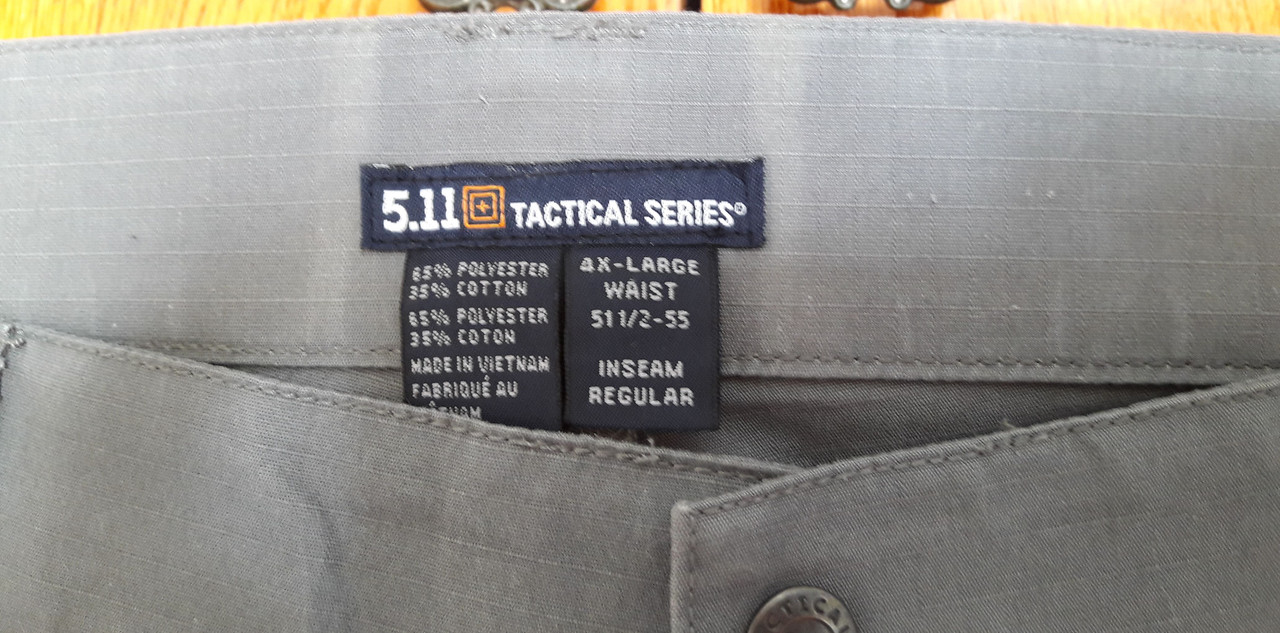 5.11 TACTICAL SERIES®
65% POLYESTER
35% COTTON
65% POLYESTER
35% COTON
MADE IN VIETNAM
FABRIQUÉ AU
4X-LARGE
WAIST
51 1/2-55
INSEAM
REGULAR